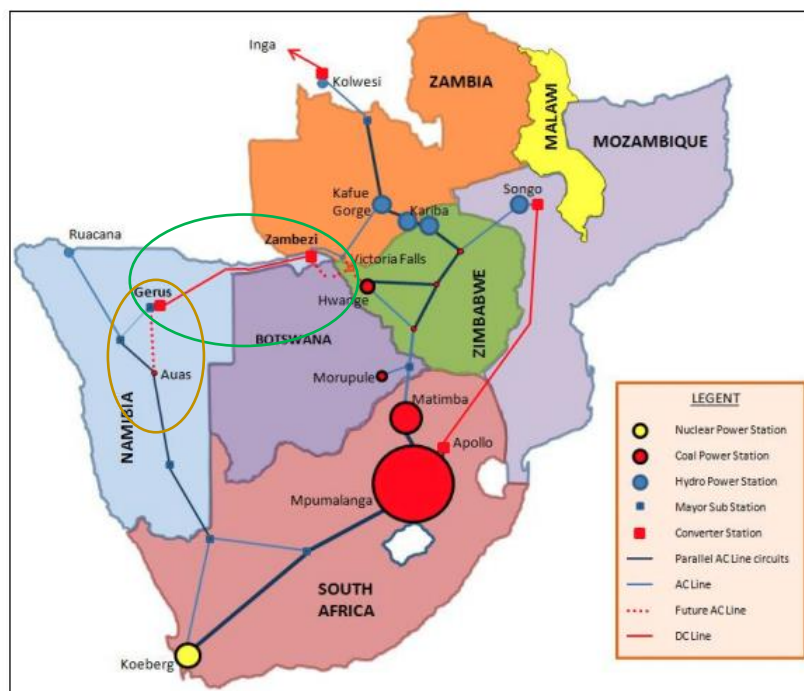 Inga
Kolwesi
ZAMBIA
MALAWI
MOZAMBIQUE
Kafue
Gorge
Kariba
Songo
Ruacana
Zambezi
Victoria Falls
Gerus
Hwange
ZIMBABWE
BOTSWANA
Auas
Morupule
NAMIBIA
Matimba
Apollo
Mpumalanga
SOUTH
AFRICA
Koeberg
LEGENT
Nuclear Power Station
Coal Power Station
Hydro Power Station
Mayor Sub Station
Converter Station
Parallel AC Line circuits
AC Line
Future AC Line
DC Line